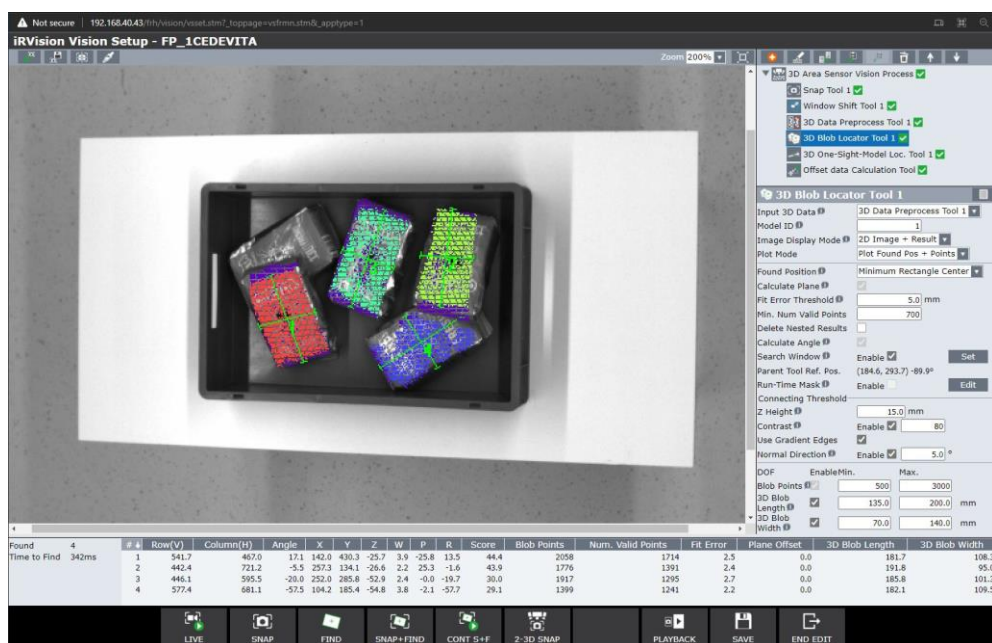 Not secure 192.168.40.43/frh/vision/vsset.stm?_toppage=vsfrmn.stm&_apptype=1
iRVision Vision Setup - FP_1CEDEVITA
Zoom 200%
3D Area Sensor Vision Process
Snap Tool 1
Window Shift Tool 1
3D Data Preprocess Tool 1
3D Blob Locator Tool 1
3D One-Sight-Model Loc. Tool 1
Offset data Calculation Tool
3D Blob Locator Tool 1
Input 3D Data 3D Data Preprocess Tool 1
Model ID 1
Image Display Mode 2D Image + Result
Plot Mode Plot Found Pos + Points
Found Position Minimum Rectangle Center
Calculate Plane
Fit Error Threshold 5.0 mm
Min. Num Valid Points 700
Delete Nested Results
Calculate Angle
Search Window Enable Set
Parent Tool Ref. Pos. (184.6, 293.7) -89.9°
Run-Time Mask Enable Edit
Connecting Threshold
Z Height 15.0 mm
Contrast Enable 80
Use Gradient Edges
Normal Direction Enable 5.0 °
DOF Enable Min. Max.
Blob Points 500 3000
3D Blob Length 135.0 200.0 mm
3D Blob Width 70.0 140.0 mm
Found 4
Time to Find 342ms
# Row(V) Column(H) Angle X Y Z W P R Score Blob Points Num. Valid Points Fit Error Plane Offset 3D Blob Length 3D Blob Width
1 541.7 467.0 17.1 142.0 430.3 -25.7 3.9 -25.8 13.5 44.4 2058 1714 2.5 0.0 181.7 108.
2 442.4 721.2 -5.5 257.3 134.1 -26.6 2.2 25.3 -1.6 43.9 1776 1391 2.4 0.0 191.8 95.
3 446.1 595.5 -20.0 252.0 285.8 -52.9 2.4 -0.0 -19.7 30.0 1917 1295 2.7 0.0 185.8 101.
4 577.4 681.1 -57.5 104.2 185.4 -54.8 3.8 -2.1 -57.7 29.1 1399 1241 2.2 0.0 182.1 109.
LIVE SNAP FIND SNAP+FIND CONT S+F 2-3D SNAP PLAYBACK SAVE END EDIT